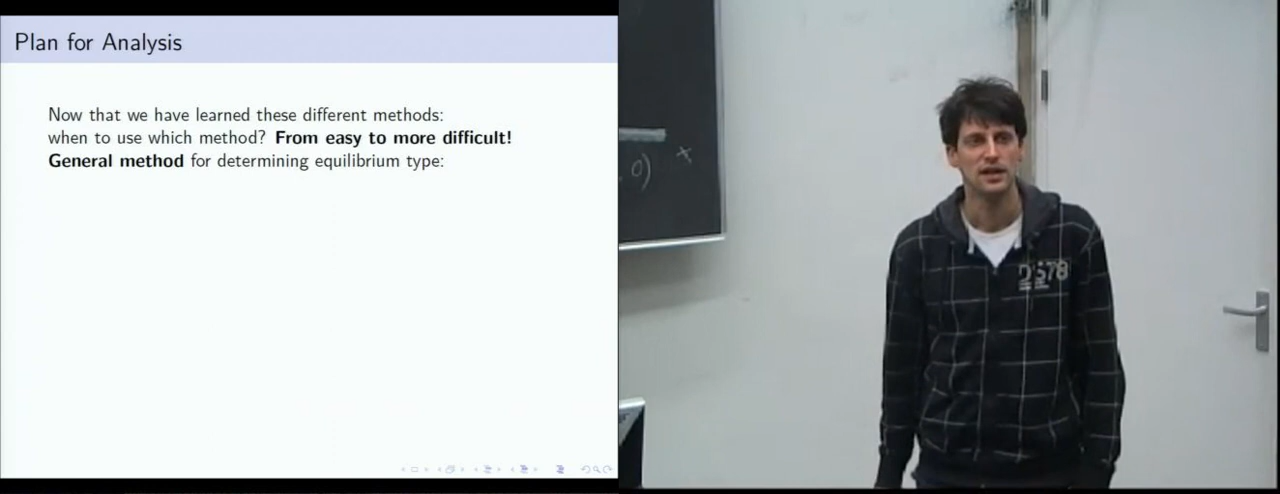 Plan for Analysis
Now that we have learned these different methods:
when to use which method? From easy to more difficult!
General method for determining equilibrium type:
, 0) x